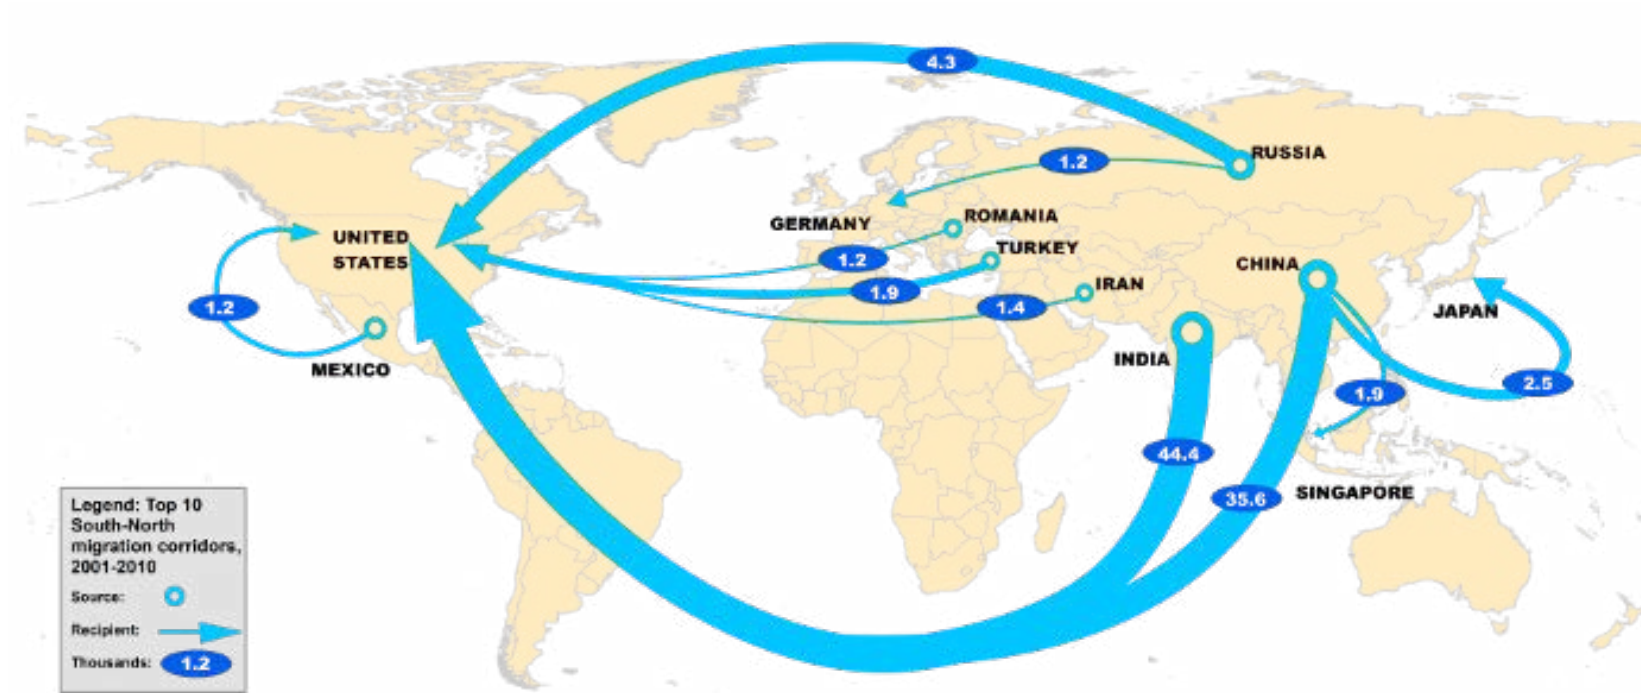 4.3
RUSSIA
1.2
ROMANIA
GERMANY
TURKEY
UNITED
STATES
1.2
CHINA
IRAN
1.9
1.4
1.2
JAPAN
INDIA
MEXICO
2.5
1.9
44.4
35.6
SINGAPORE
Legend: Top 10
South-North
migration corridors,
2001-2010
Source:
Recipient:
Thousands: 1.2